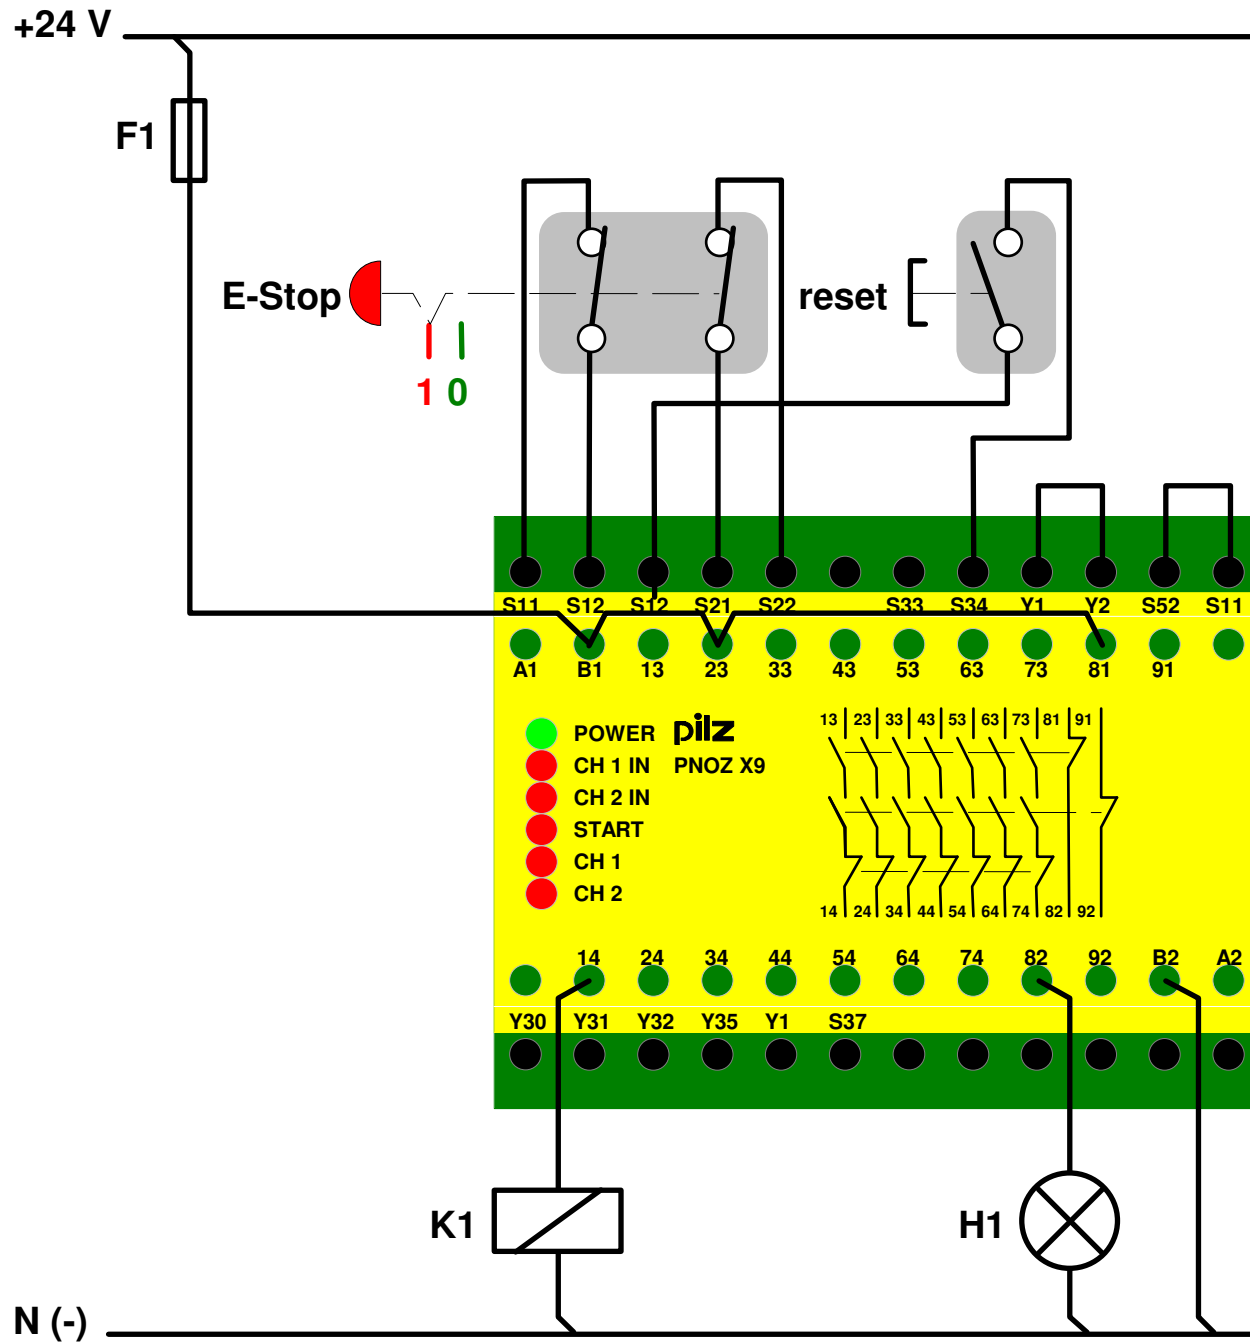 +24 V
F1
E-Stop
reset
1 0
S11 S12 S12 S21 S22 S33 S34 Y1 Y2 S52 S11
A1 B1 13 23 33 43 53 63 73 81 91
13 23 33 43 53 63 73 81 91
POWER pilz
CH 1 IN PNOZ X9
CH 2 IN
START
CH 1
CH 2
14 24 34 44 54 64 74 82 92
14 24 34 44 54 64 74 82 92 B2 A2
Y30 Y31 Y32 Y35 Y1 S37
K1
H1
N (-)